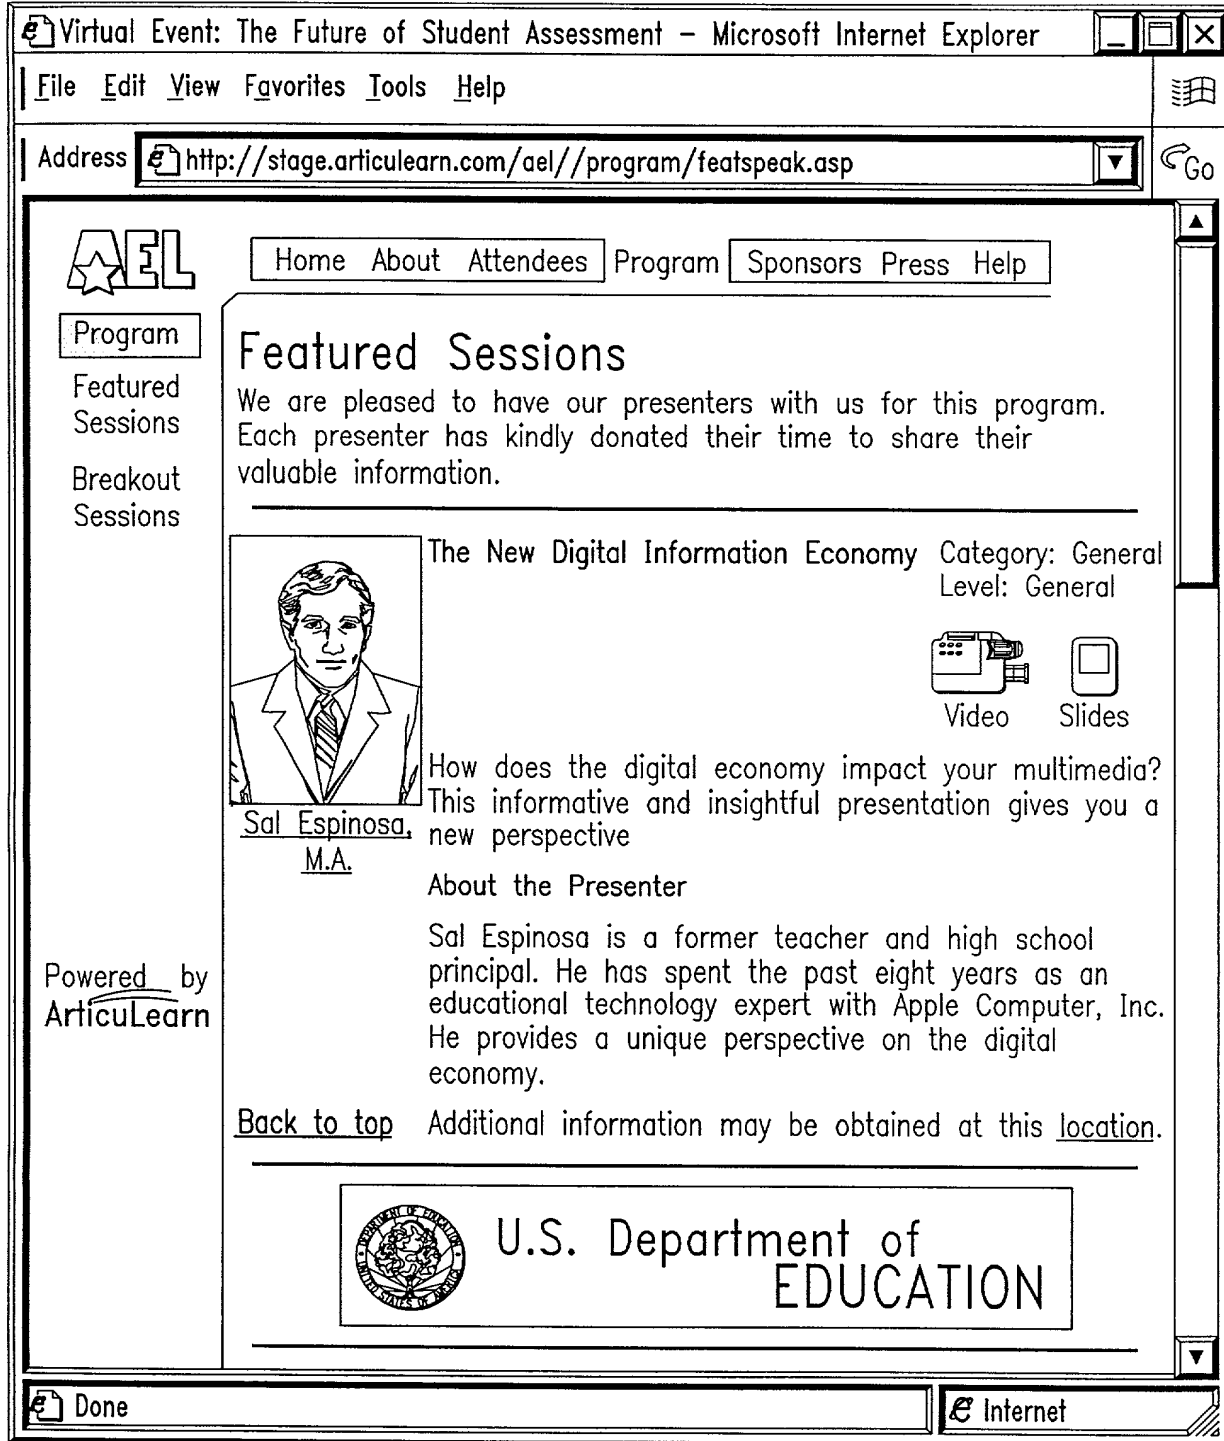 Virtual Event: The Future of Student Assessment – Microsoft Internet Explorer
File Edit View Favorites Tools Help
Address http://stage.articulearn.com/ael//program/featspeak.asp Go
AEL
Home About Attendees Program Sponsors Press Help
Program
Featured
Sessions
Breakout
Sessions
Powered by
ArticuLearn
Featured Sessions
We are pleased to have our presenters with us for this program.
Each presenter has kindly donated their time to share their
valuable information.
The New Digital Information Economy
Category: General
Level: General
Video Slides
Sal Espinosa,
M.A.
How does the digital economy impact your multimedia?
This informative and insightful presentation gives you a
new perspective
About the Presenter
Sal Espinosa is a former teacher and high school
principal. He has spent the past eight years as an
educational technology expert with Apple Computer, Inc.
He provides a unique perspective on the digital
economy.
Back to top Additional information may be obtained at this location.
DEPARTMENT OF EDUCATION
UNITED STATES OF AMERICA
U.S. Department of
EDUCATION
Done
Internet